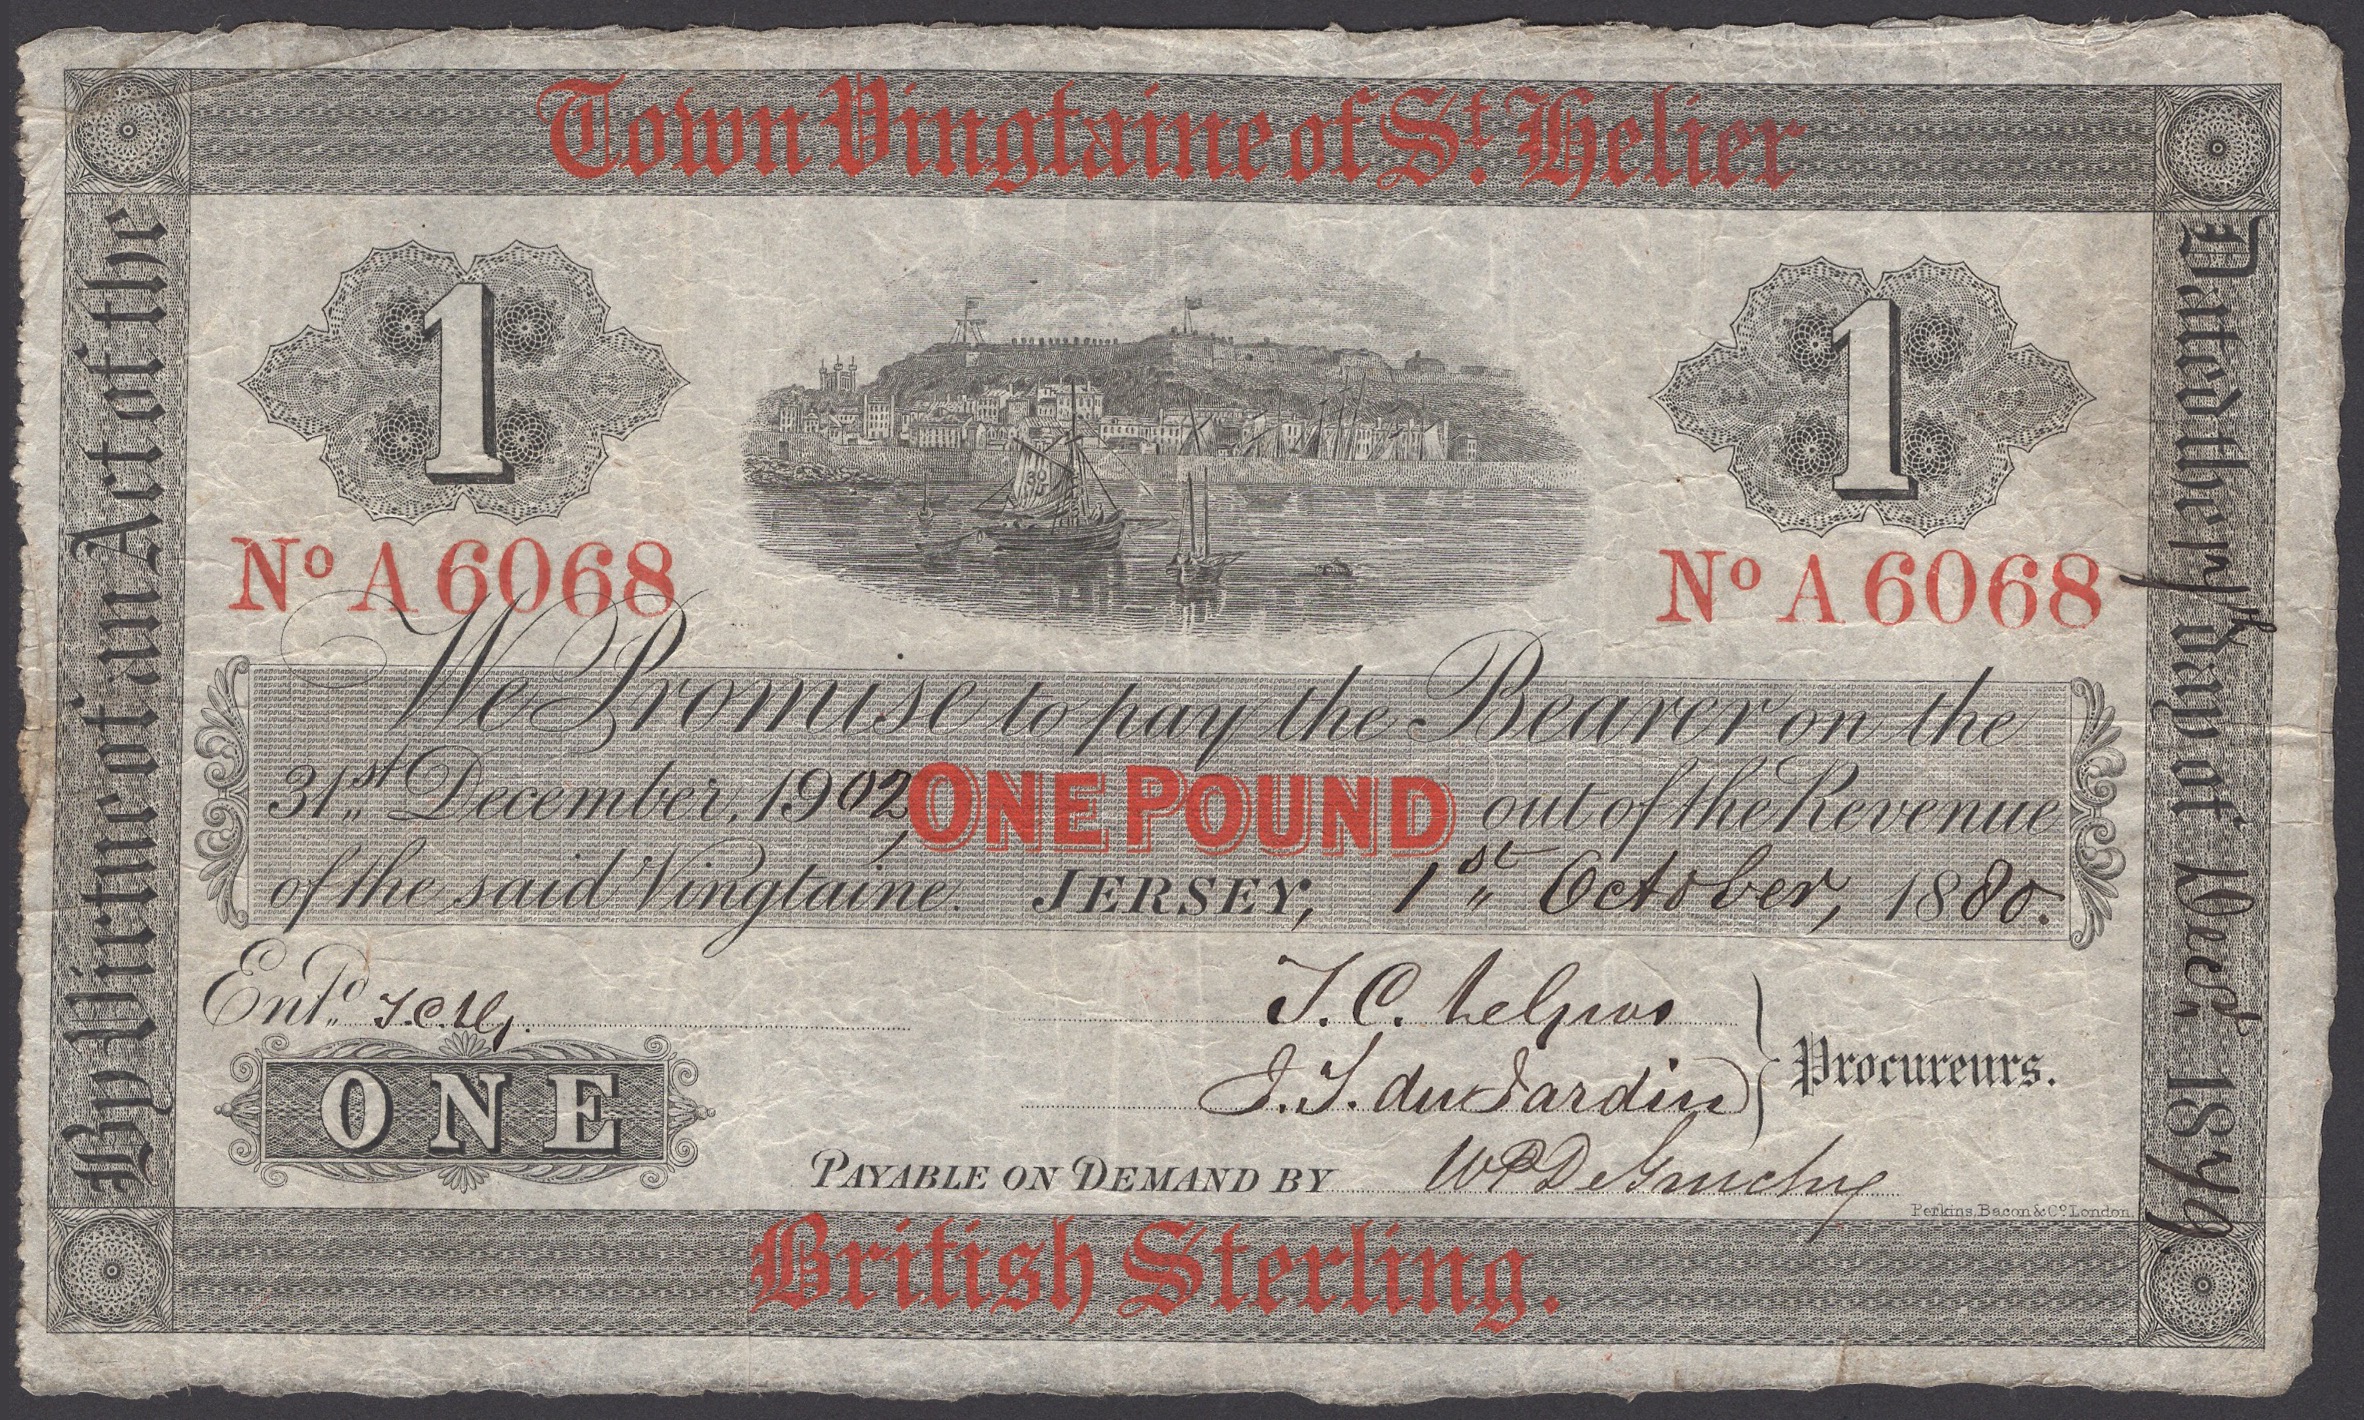 Town Vingtaine of St. Helier
By Virtue of an Act of the
Dated the 9th day of Decr. 1879.
1
1
No A 6068
No A 6068
We Promise to pay the Bearer on the
31st December, 1902, ONE POUND out of the Revenue
of the said Vingtaine. JERSEY, 1st October, 1880.
Entd.
T. C.
J. T. du Jardin
Procureurs.
ONE
PAYABLE ON DEMAND BY W P De Gruchy
Perkins, Bacon & Co. London.
British Sterling.